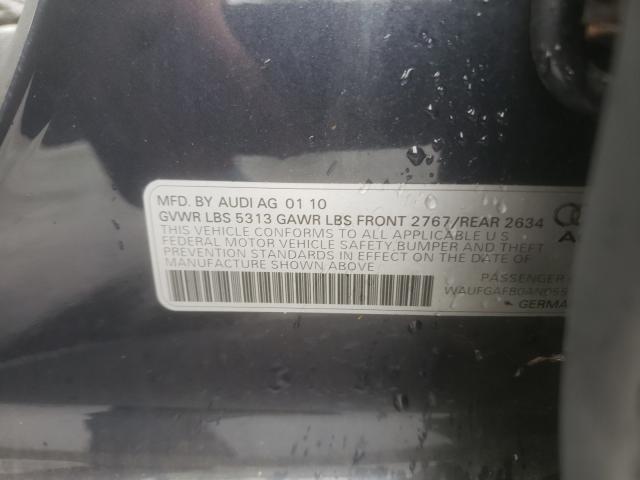 MFD. BY AUDI AG 01 10
GVWR LBS 5313 GAWR LBS FRONT 2767/REAR 2634
THIS VEHICLE CONFORMS TO ALL APPLICABLE U S
FEDERAL MOTOR VEHICLE SAFETY, BUMPER AND THEFT
PREVENTION STANDARDS IN EFFECT ON THE DATE OF
MANUFACTURE SHOWN ABOVE
PASSENGER